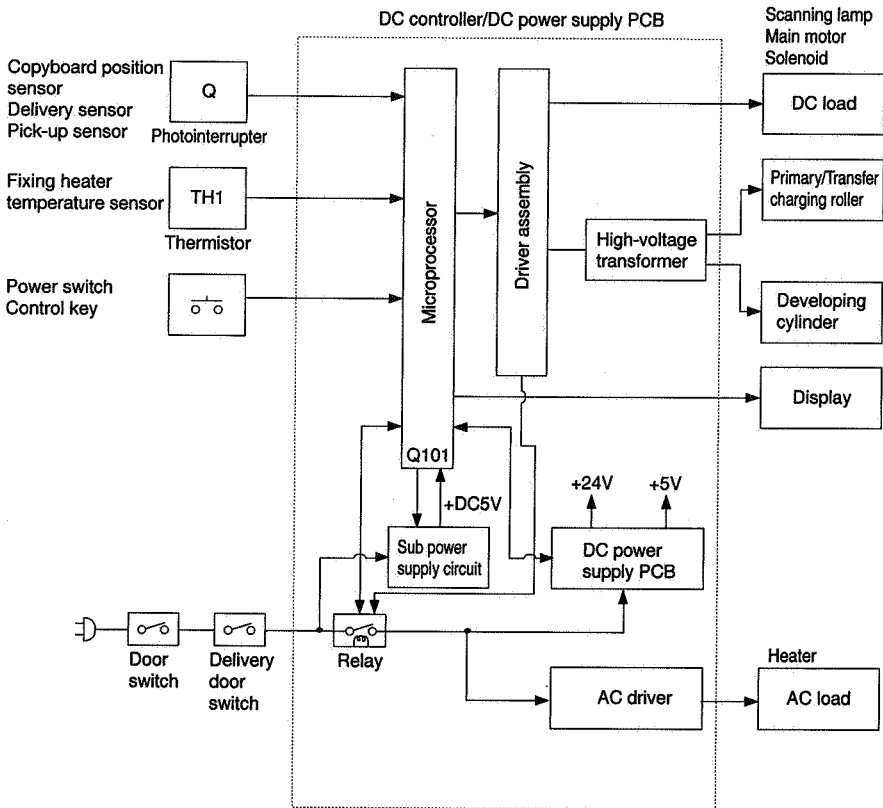 DC controller/DC power supply PCB
Scanning lamp
Main motor
Solenoid
Copyboard position
sensor
Delivery sensor
Pick-up sensor
Q
Photointerrupter
DC load
Fixing heater
temperature sensor
TH1
Thermistor
Microprocessor
Driver assembly
Primary/Transfer
charging roller
High-voltage
transformer
Power switch
Control key
Developing
cylinder
Display
Q101
+DC5V
+24V
+5V
Sub power
supply circuit
DC power
supply PCB
Door
switch
Delivery
door
switch
Relay
AC driver
Heater
AC load